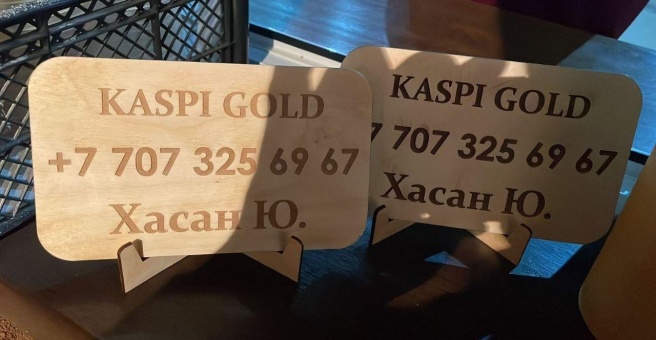 KASPI GOLD
+7 707 325 69 67
Хасан Ю.
KASPI GOLD
7 707 325 69 67
Хасан Ю.